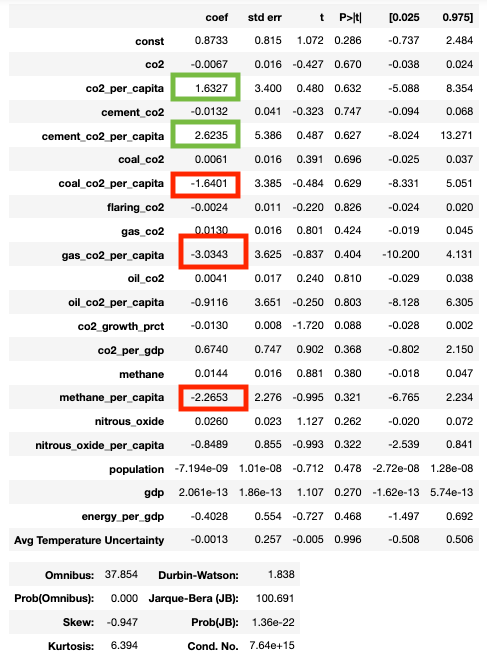 coef std err t P>|t| [0.025 0.975]
const 0.8733 0.815 1.072 0.286 -0.737 2.484
co2 -0.0067 0.016 -0.427 0.670 -0.038 0.024
co2_per_capita 1.6327 3.400 0.480 0.632 -5.088 8.354
cement_co2 -0.0132 0.041 -0.323 0.747 -0.094 0.068
cement_co2_per_capita 2.6235 5.386 0.487 0.627 -8.024 13.271
coal_co2 0.0061 0.016 0.391 0.696 -0.025 0.037
coal_co2_per_capita -1.6401 3.385 -0.484 0.629 -8.331 5.051
flaring_co2 -0.0024 0.011 -0.220 0.826 -0.024 0.020
gas_co2 0.0130 0.016 0.801 0.424 -0.019 0.045
gas_co2_per_capita -3.0343 3.625 -0.837 0.404 -10.200 4.131
oil_co2 0.0041 0.017 0.240 0.810 -0.029 0.038
oil_co2_per_capita -0.9116 3.651 -0.250 0.803 -8.128 6.305
co2_growth_prct -0.0130 0.008 -1.720 0.088 -0.028 0.002
co2_per_gdp 0.6740 0.747 0.902 0.368 -0.802 2.150
methane 0.0144 0.016 0.881 0.380 -0.018 0.047
methane_per_capita -2.2653 2.276 -0.995 0.321 -6.765 2.234
nitrous_oxide 0.0260 0.023 1.127 0.262 -0.020 0.072
nitrous_oxide_per_capita -0.8489 0.855 -0.993 0.322 -2.539 0.841
population -7.194e-09 1.01e-08 -0.712 0.478 -2.72e-08 1.28e-08
gdp 2.061e-13 1.86e-13 1.107 0.270 -1.62e-13 5.74e-13
energy_per_gdp -0.4028 0.554 -0.727 0.468 -1.497 0.692
Avg Temperature Uncertainty -0.0013 0.257 -0.005 0.996 -0.508 0.506
Omnibus: 37.854 Durbin-Watson: 1.838
Prob(Omnibus): 0.000 Jarque-Bera (JB): 100.691
Skew: -0.947 Prob(JB): 1.36e-22
Kurtosis: 6.394 Cond. No. 7.64e+15